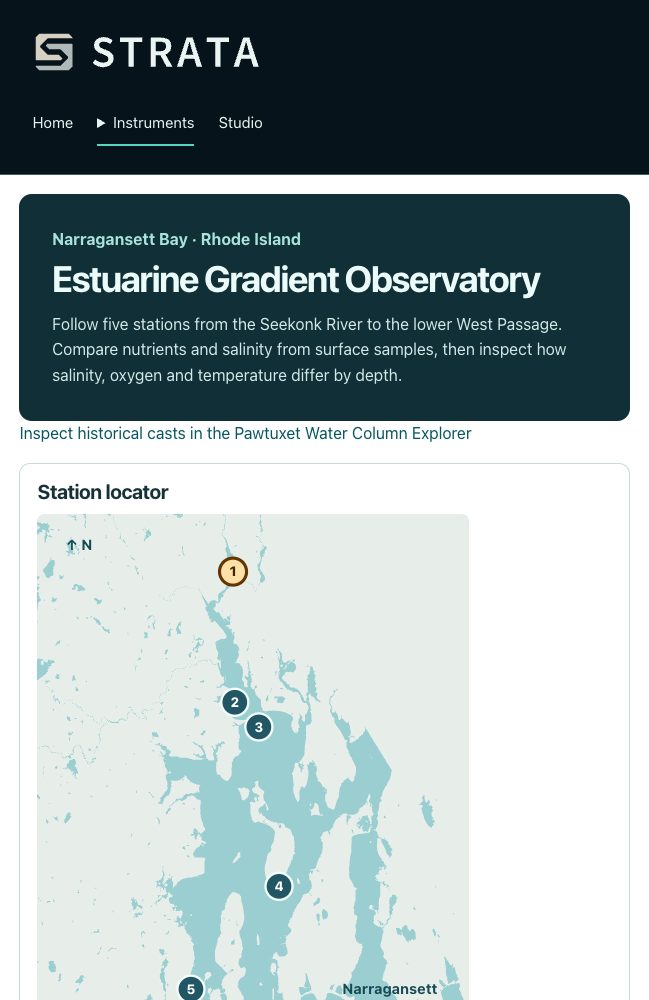 STRATA
Home
Instruments
Studio
Narragansett Bay · Rhode Island
Estuarine Gradient Observatory
Follow five stations from the Seekonk River to the lower West Passage.
Compare nutrients and salinity from surface samples, then inspect how
salinity, oxygen and temperature differ by depth.
Inspect historical casts in the Pawtuxet Water Column Explorer
Station locator
↑ N
1
2
3
4
5
Narragansett